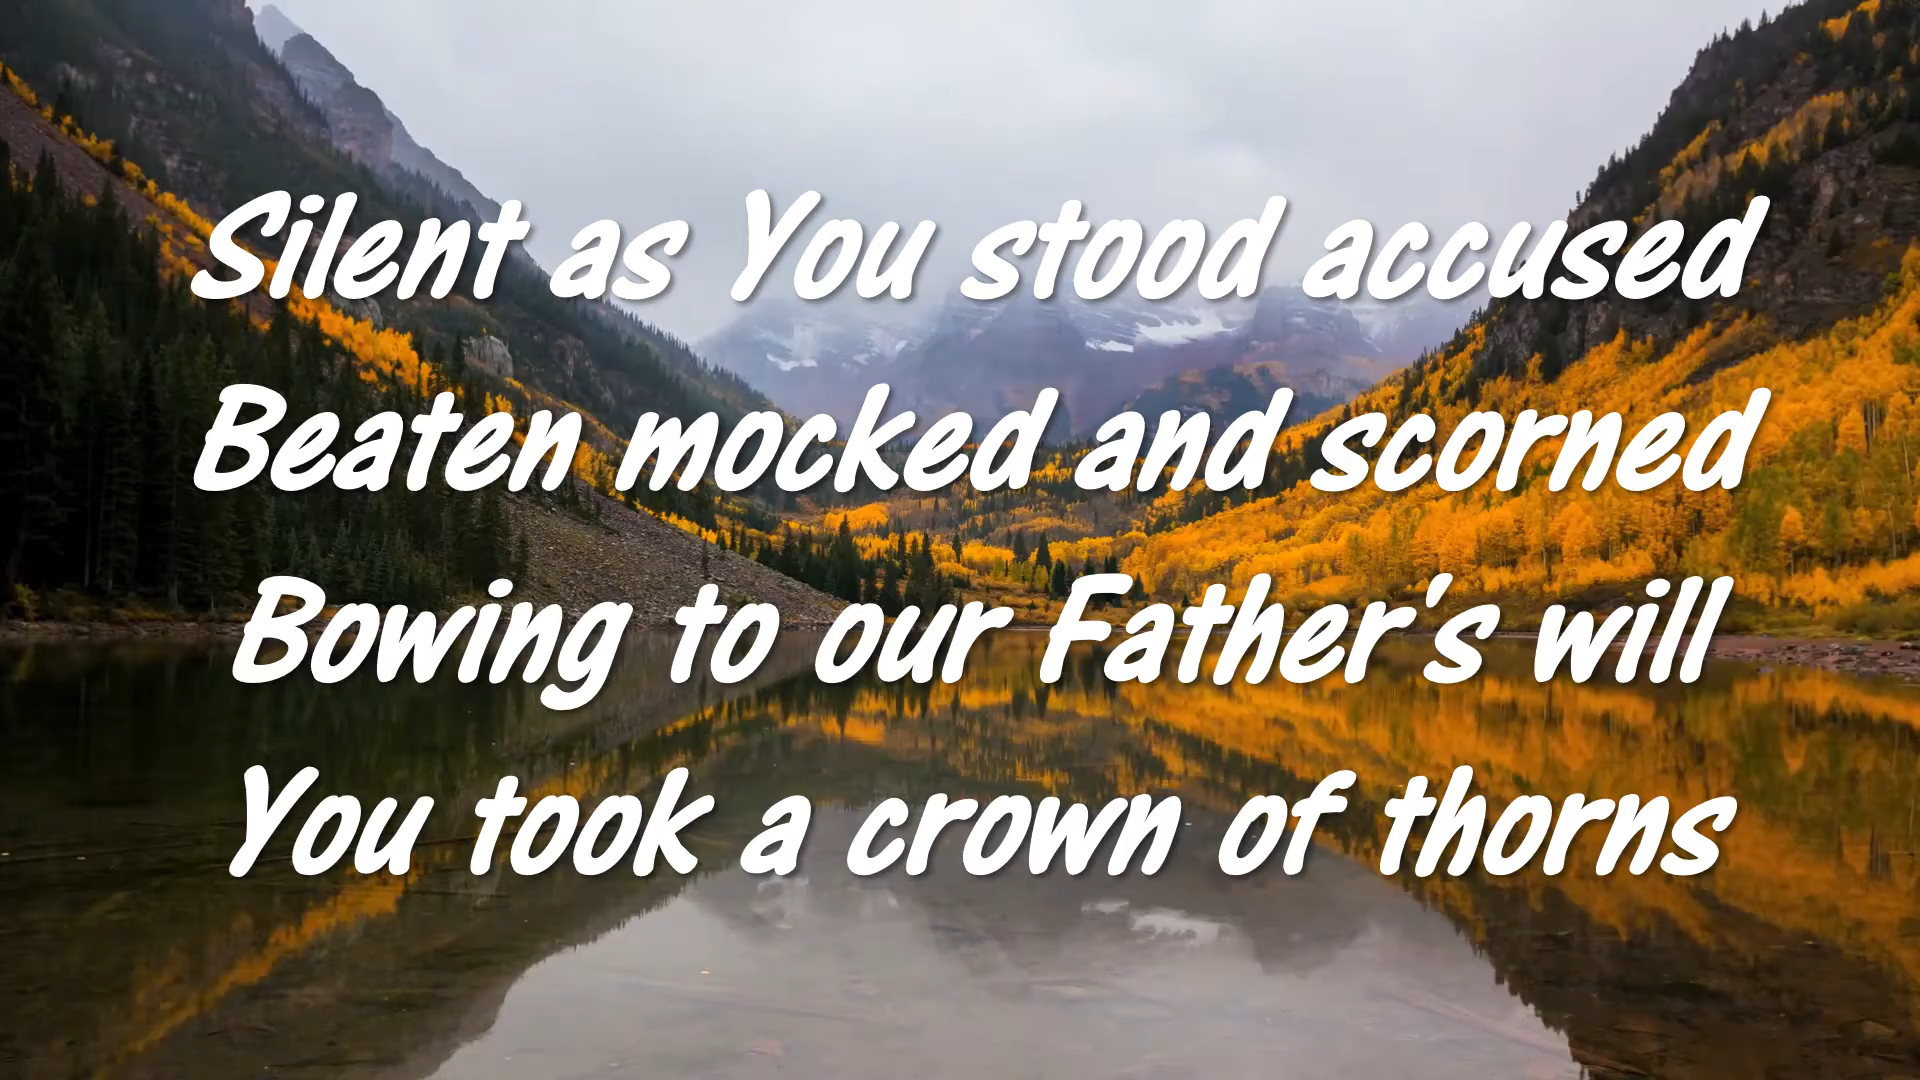 Silent as You stood accused
Beaten mocked and scorned
Bowing to our Father's will
You took a crown of thorns